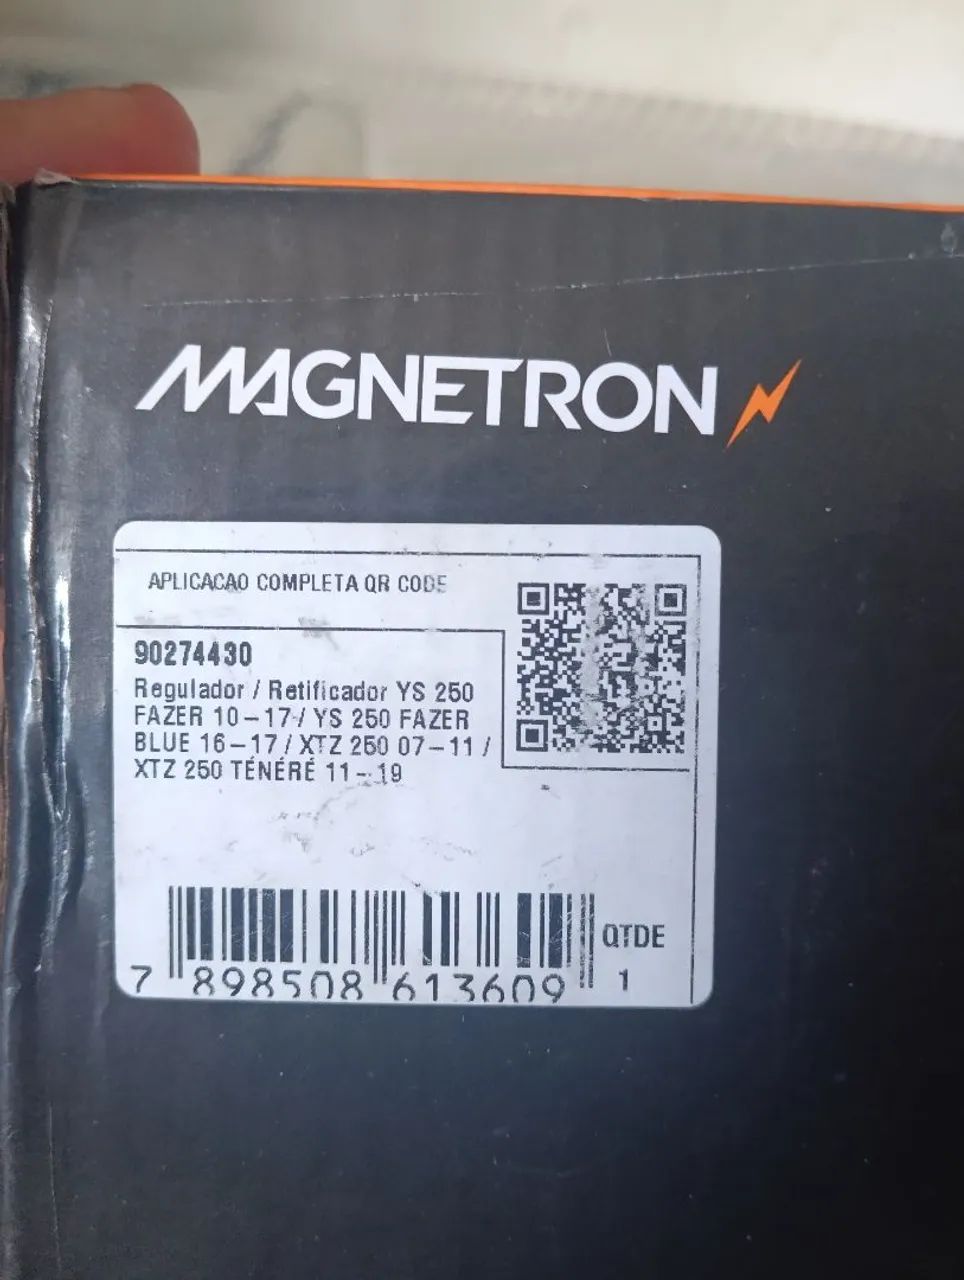 MAGNETRON
APLICACAO COMPLETA QR CODE
90274430
Regulador / Retificador YS 250
FAZER 10-17 / YS 250 FAZER
BLUE 16-17 / XTZ 250 07-11 /
XTZ 250 TÉNÉRÉ 11-19
QTDE
1
7 898508 613609